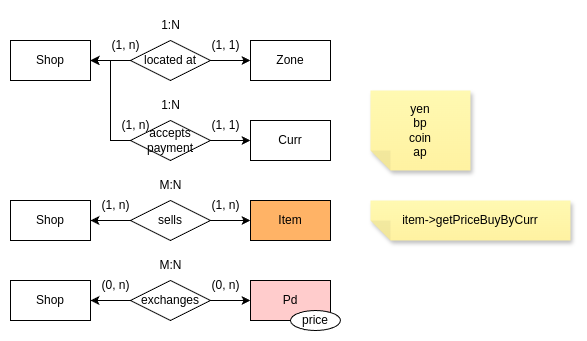 1:N
(1, n)
(1, 1)
Shop
located at
Zone
1:N
(1, n)
(1, 1)
accepts
payment
Curr
yen
bp
coin
ap
M:N
(1, n)
(1, n)
Shop
sells
Item
item->getPriceBuyByCurr
M:N
(0, n)
(0, n)
Shop
exchanges
Pd
price